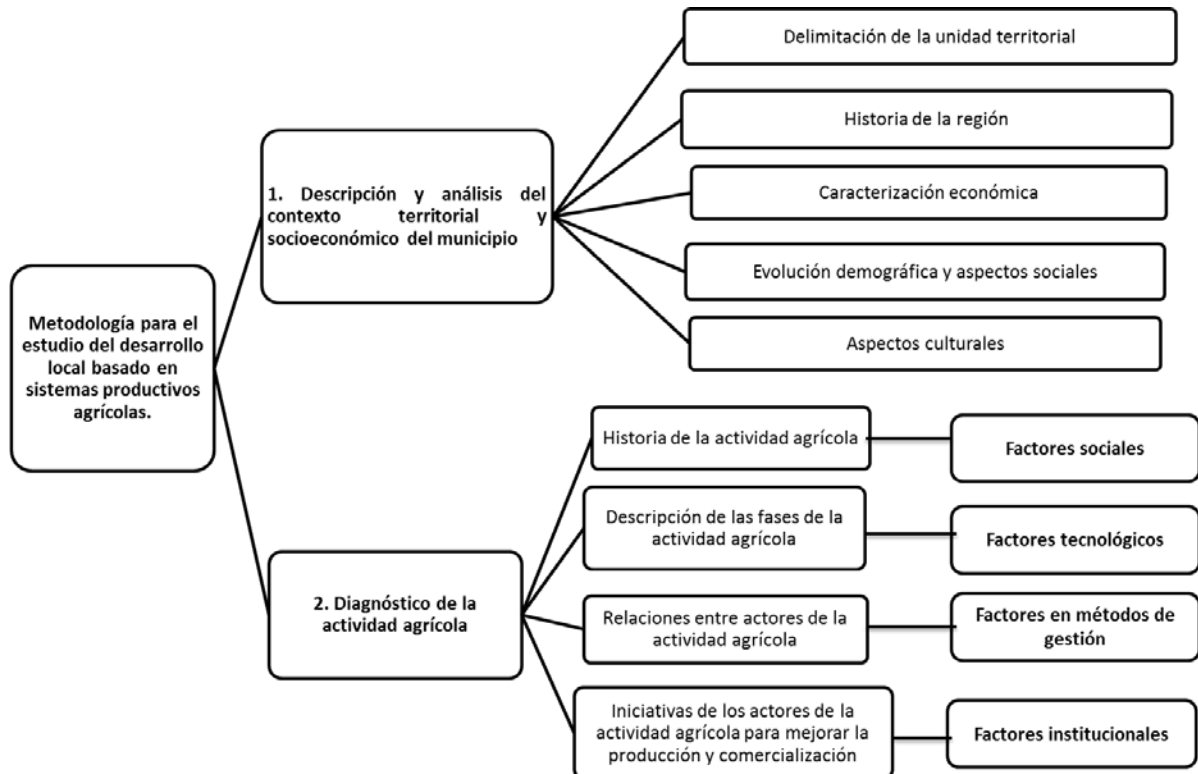 Metodología para el
estudio del desarrollo
local basado en
sistemas productivos
agrícolas.
1. Descripción y análisis del
contexto territorial y
socioeconómico del municipio
Delimitación de la unidad territorial
Historia de la región
Caracterización económica
Evolución demográfica y aspectos sociales
Aspectos culturales
2. Diagnóstico de la
actividad agrícola
Historia de la actividad agrícola
Factores sociales
Descripción de las fases de la
actividad agrícola
Factores tecnológicos
Relaciones entre actores de la
actividad agrícola
Factores en métodos de
gestión
Iniciativas de los actores de la
actividad agrícola para mejorar la
producción y comercialización
Factores institucionales